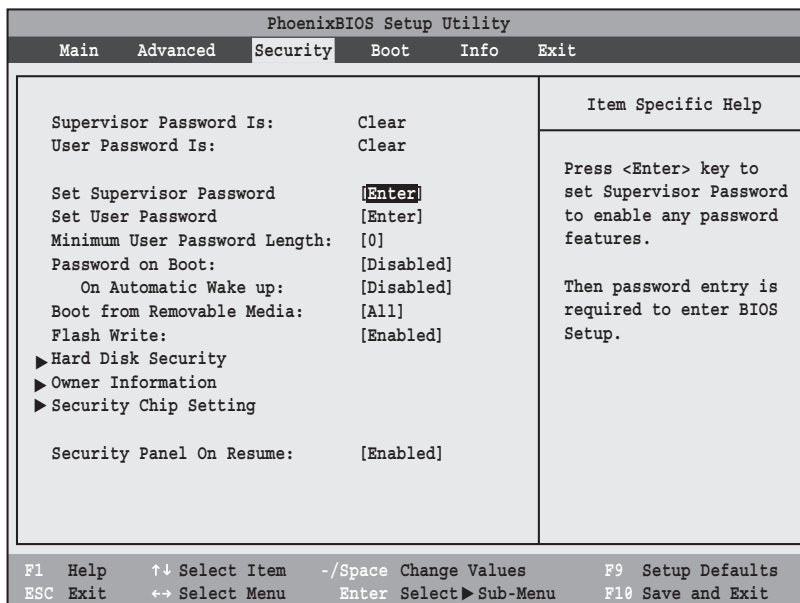 PhoenixBIOS Setup Utility
Main Advanced Security Boot Info Exit
Item Specific Help
Supervisor Password Is: Clear
User Password Is: Clear
Set Supervisor Password [Enter]
Set User Password [Enter]
Minimum User Password Length: [0]
Password on Boot: [Disabled]
On Automatic Wake up: [Disabled]
Boot from Removable Media: [All]
Flash Write: [Enabled]
▶Hard Disk Security
▶Owner Information
▶Security Chip Setting
Security Panel On Resume: [Enabled]
Press <Enter> key to
set Supervisor Password
to enable any password
features.
Then password entry is
required to enter BIOS
Setup.
F1 Help ↑↓ Select Item -/Space Change Values F9 Setup Defaults
ESC Exit ←→ Select Menu Enter Select▶Sub-Menu F10 Save and Exit